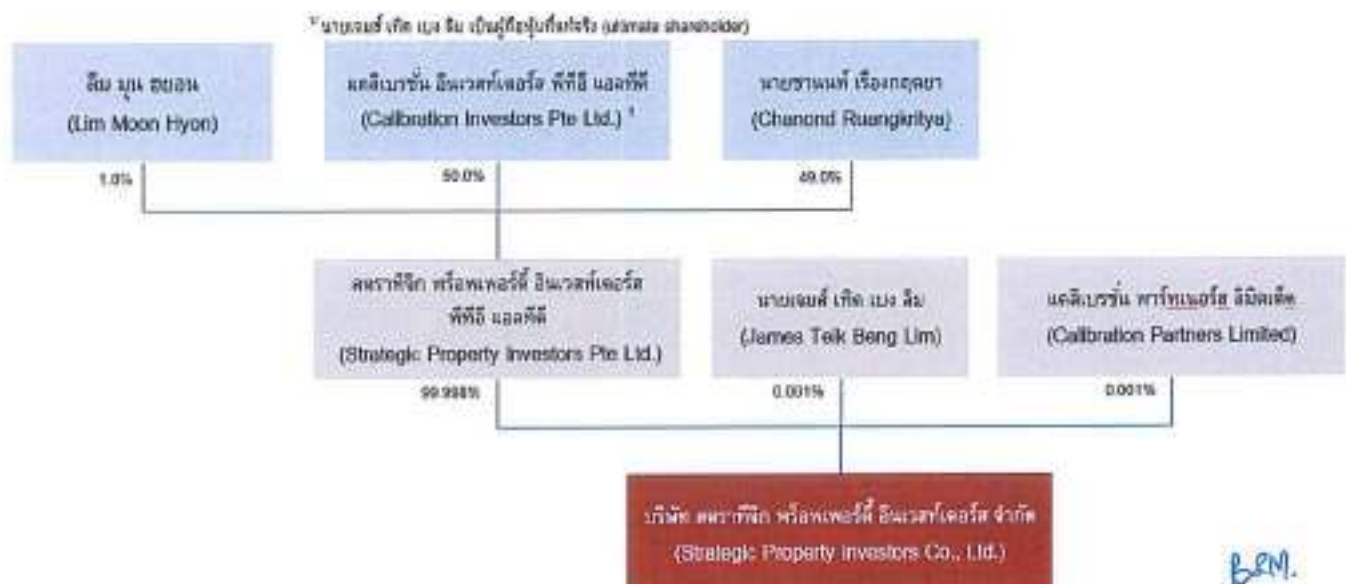 1/ นายเจมส์ เทิค เบง ลิม เป็นผู้ถือหุ้นที่แท้จริง (ultimate shareholder)
ลิม มุน ฮยอน
(Lim Moon Hyon)
แคลิเบรชั่น อินเวสท์เตอร์ส พีทีอี แอลทีดี
(Calibration Investors Pte Ltd.) 1
นายชานนท์ เรืองกฤตยา
(Chanond Ruangkritya)
1.0%
50.0%
49.0%
สตราทีจิก พร็อพเพอร์ตี้ อินเวสท์เตอร์ส
พีทีอี แอลทีดี
(Strategic Property Investors Pte Ltd.)
นายเจมส์ เทิค เบง ลิม
(James Teik Beng Lim)
แคลิเบรชั่น พาร์ทเนอร์ส ลิมิตเต็ด
(Calibration Partners Limited)
99.998%
0.001%
0.001%
บริษัท สตราทีจิก พร็อพเพอร์ตี้ อินเวสท์เตอร์ส จำกัด
(Strategic Property Investors Co., Ltd.)